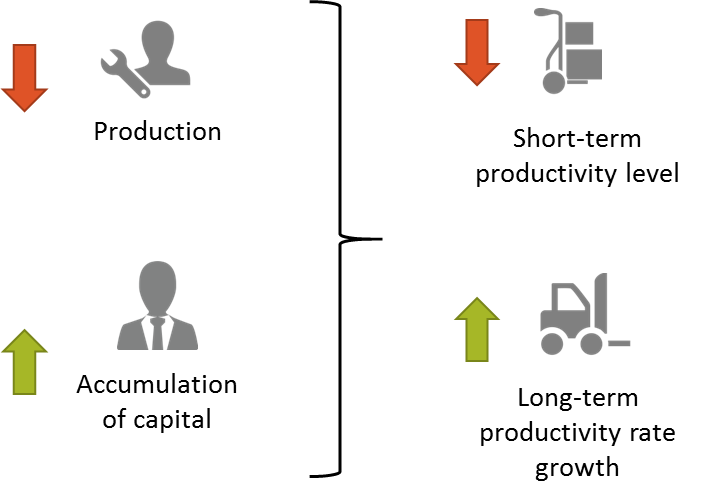 Production
Short-term
productivity level
Accumulation
of capital
Long-term
productivity rate
growth